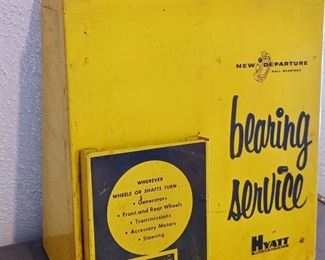 NEW DEPARTURE
BALL BEARINGS
bearing
service
HYATT
WHEREVER
WHEELS OR SHAFTS TURN...
• Generators
• Front and Rear Wheels
• Transmissions
• Accessory Motors
• Steering